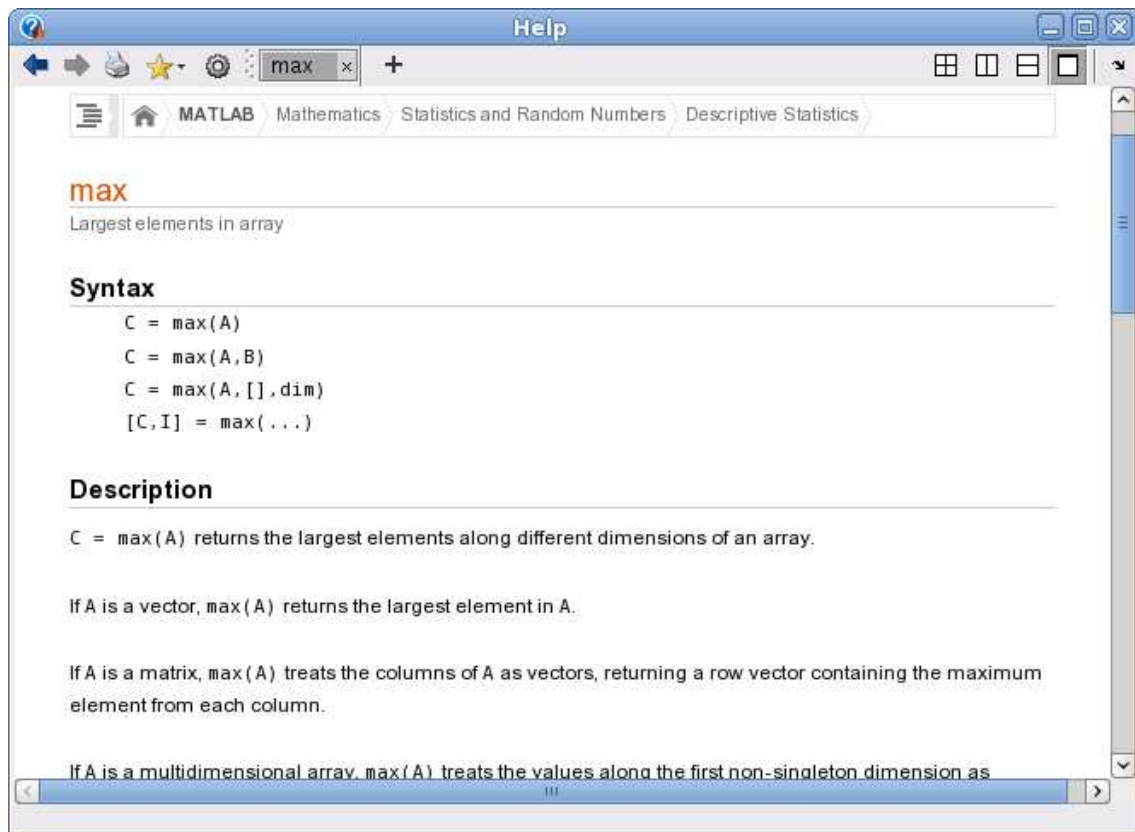 Help
max
MATLAB Mathematics Statistics and Random Numbers Descriptive Statistics
max
Largest elements in array
Syntax
C = max(A)
C = max(A,B)
C = max(A,[],dim)
[C,I] = max(...)
Description
C = max(A) returns the largest elements along different dimensions of an array.
If A is a vector, max(A) returns the largest element in A.
If A is a matrix, max(A) treats the columns of A as vectors, returning a row vector containing the maximum
element from each column.
If A is a multidimensional array, max(A) treats the values along the first non-singleton dimension as